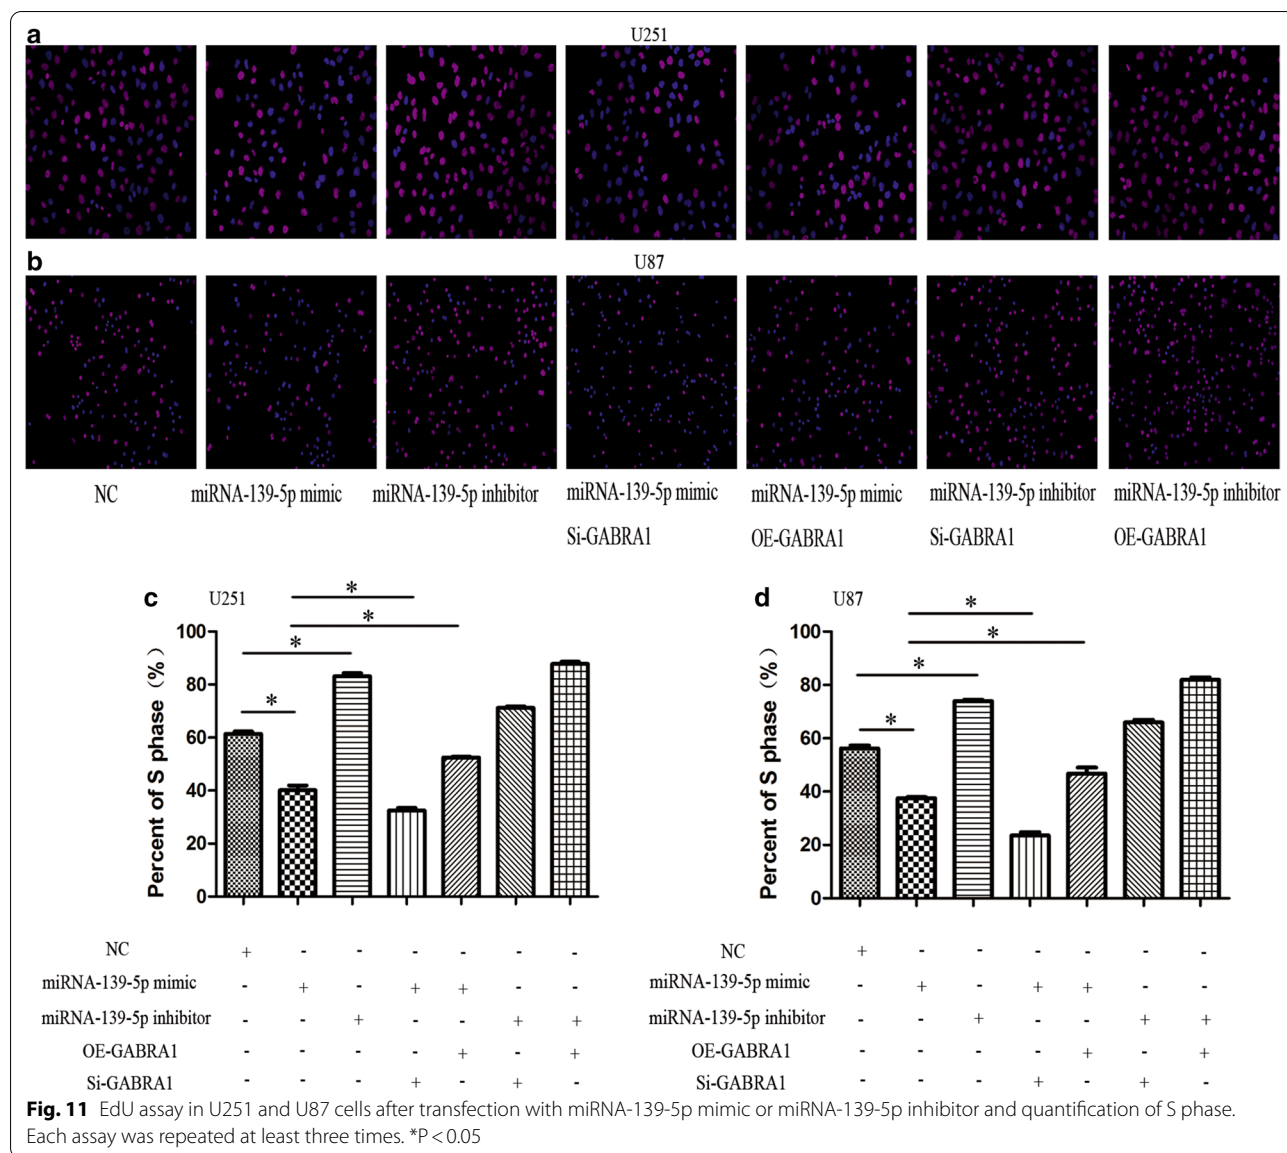 a
U251
b
U87
NC
miRNA-139-5p mimic
miRNA-139-5p inhibitor
miRNA-139-5p mimic
Si-GABRA1
miRNA-139-5p mimic
OE-GABRA1
miRNA-139-5p inhibitor
Si-GABRA1
miRNA-139-5p inhibitor
OE-GABRA1
c
U251
Percent of S phase (%)
100
80
60
40
20
0
*
*
*
*
NC + - - - - - -
miRNA-139-5p mimic - + - + + - -
miRNA-139-5p inhibitor - - + - - + +
OE-GABRA1 - - - - + - +
Si-GABRA1 - - - + - + -
d
U87
Percent of S phase (%)
100
80
60
40
20
0
*
*
*
*
NC + - - - - - -
miRNA-139-5p mimic - + - + + - -
miRNA-139-5p inhibitor - - + - - + +
OE-GABRA1 - - - - + - +
Si-GABRA1 - - - + - + -
Fig. 11 EdU assay in U251 and U87 cells after transfection with miRNA-139-5p mimic or miRNA-139-5p inhibitor and quantification of S phase.
Each assay was repeated at least three times. *P < 0.05